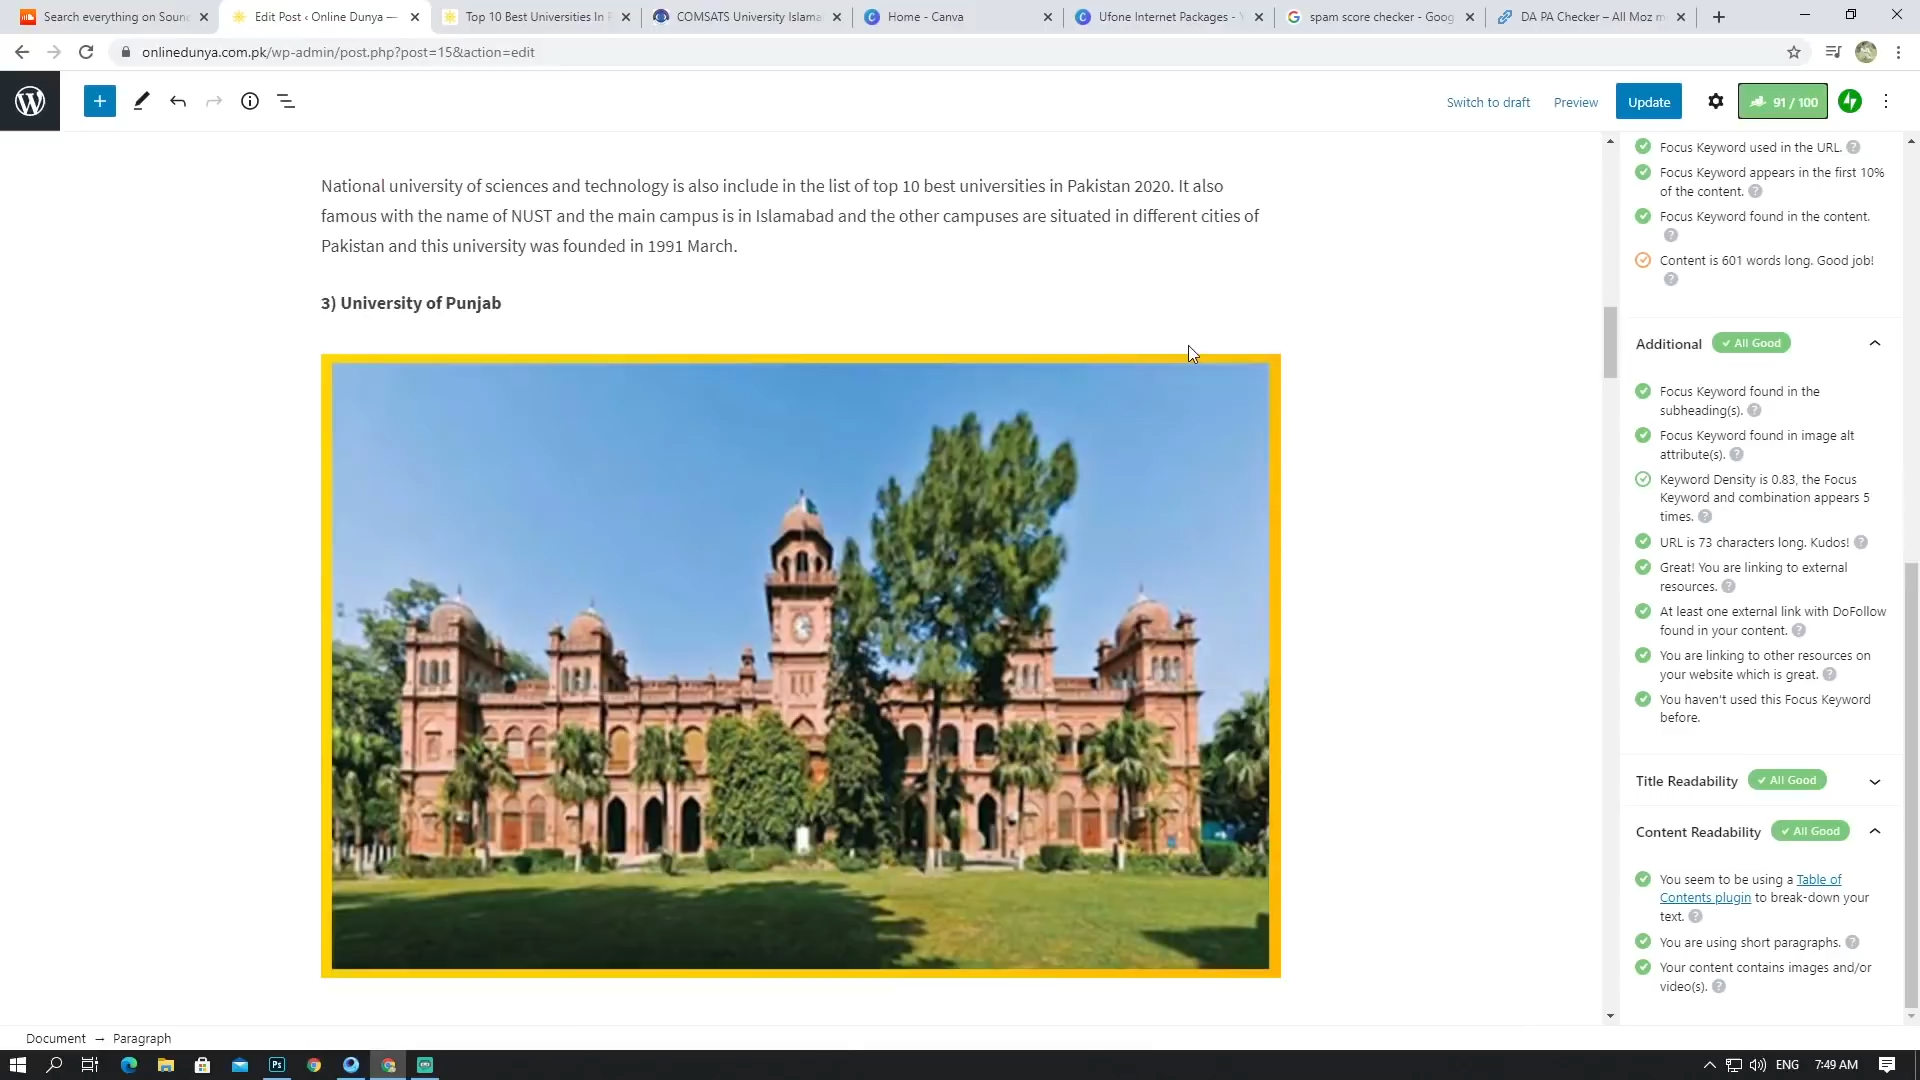 Search everything on Soun
Edit Post ‹ Online Dunya —
Top 10 Best Universities In
COMSATS University Islama
Home - Canva
Ufone Internet Packages -
spam score checker - Goog
DA PA Checker – All Moz m
onlinedunya.com.pk/wp-admin/post.php?post=15&action=edit
Switch to draft
Preview
Update
91 / 100
National university of sciences and technology is also include in the list of top 10 best universities in Pakistan 2020. It also
famous with the name of NUST and the main campus is in Islamabad and the other campuses are situated in different cities of
Pakistan and this university was founded in 1991 March.
3) University of Punjab
Focus Keyword used in the URL.
Focus Keyword appears in the first 10%
of the content.
Focus Keyword found in the content.
Content is 601 words long. Good job!
Additional
All Good
Focus Keyword found in the
subheading(s).
Focus Keyword found in image alt
attribute(s).
Keyword Density is 0.83, the Focus
Keyword and combination appears 5
times.
URL is 73 characters long. Kudos!
Great! You are linking to external
resources.
At least one external link with DoFollow
found in your content.
You are linking to other resources on
your website which is great.
You haven't used this Focus Keyword
before.
Title Readability
All Good
Content Readability
All Good
You seem to be using a Table of
Contents plugin to break-down your
text.
You are using short paragraphs.
Your content contains images and/or
video(s).
Document → Paragraph
Ps
ENG
7:49 AM